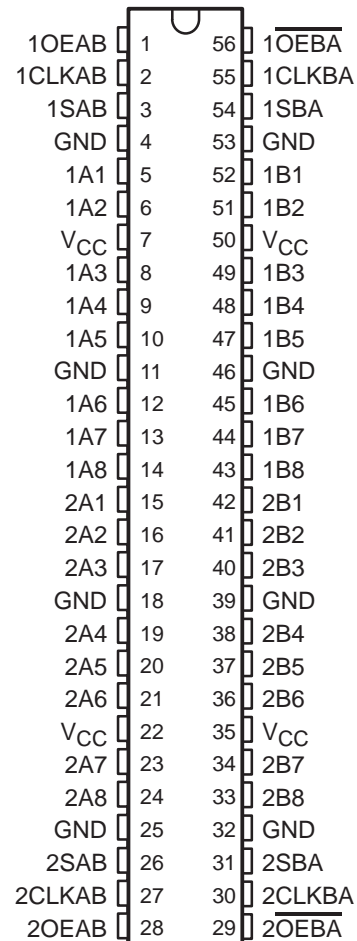 1OEAB 1 56 1OEBA
1CLKAB 2 55 1CLKBA
1SAB 3 54 1SBA
GND 4 53 GND
1A1 5 52 1B1
1A2 6 51 1B2
VCC 7 50 VCC
1A3 8 49 1B3
1A4 9 48 1B4
1A5 10 47 1B5
GND 11 46 GND
1A6 12 45 1B6
1A7 13 44 1B7
1A8 14 43 1B8
2A1 15 42 2B1
2A2 16 41 2B2
2A3 17 40 2B3
GND 18 39 GND
2A4 19 38 2B4
2A5 20 37 2B5
2A6 21 36 2B6
VCC 22 35 VCC
2A7 23 34 2B7
2A8 24 33 2B8
GND 25 32 GND
2SAB 26 31 2SBA
2CLKAB 27 30 2CLKBA
2OEAB 28 29 2OEBA